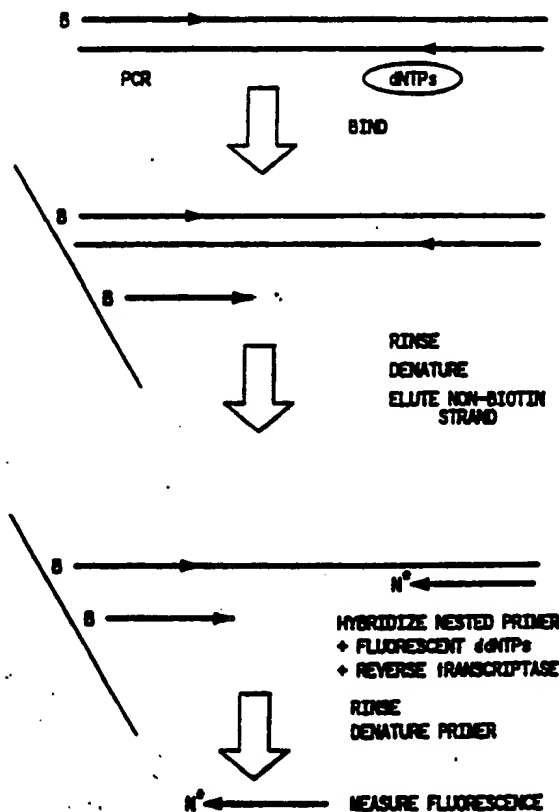 B
PCR
dNTPs
BIND
B
B
RINSE
DENATURE
ELUTE NON-BIOTIN
STRAND
B
N*
B
HYBRIDIZE NESTED PRIMER
+ FLUORESCENT ddNTPs
+ REVERSE TRANSCRIPTASE
RINSE
DENATURE PRIMER
N*
MEASURE FLUORESCENCE